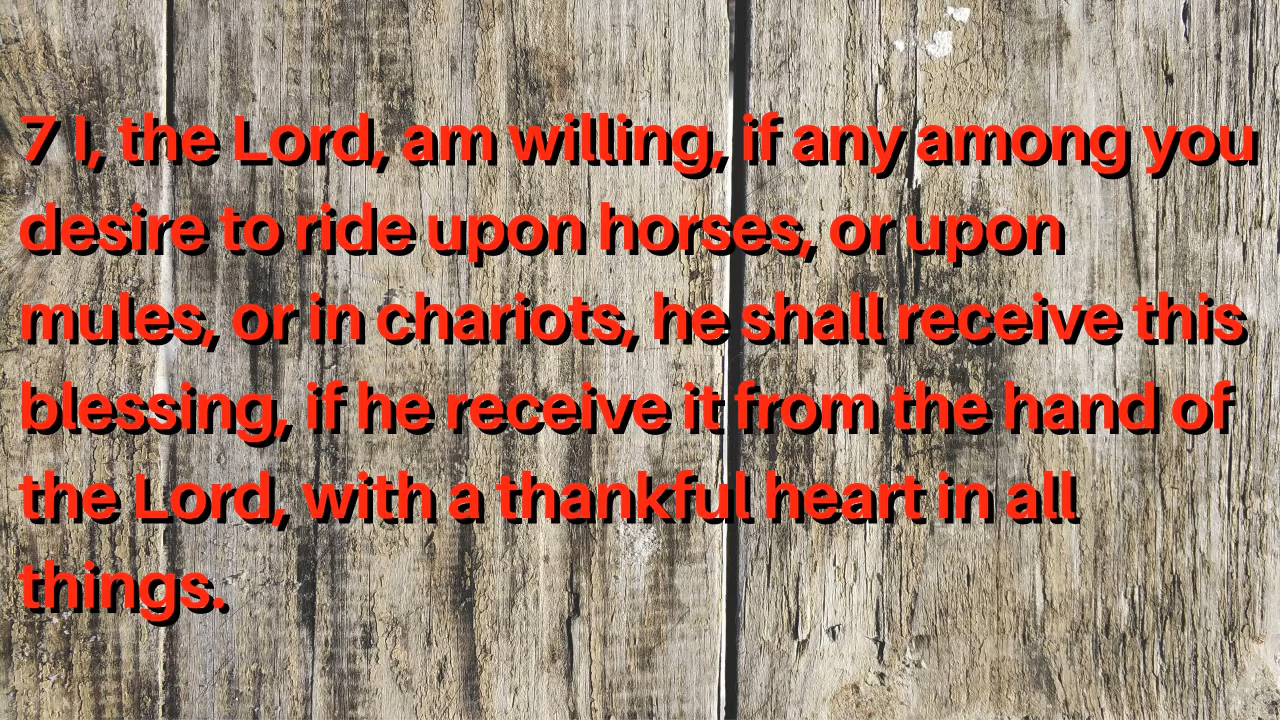 7 I, the Lord, am willing, if any among you
desire to ride upon horses, or upon
mules, or in chariots, he shall receive this
blessing, if he receive it from the hand of
the Lord, with a thankful heart in all
things.